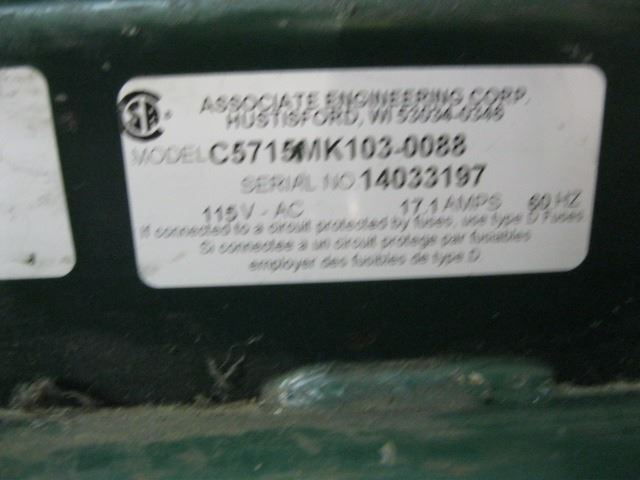 ASSOCIATE ENGINEERING CORP.
HUSTISFORD, WI 53034-0346
MODEL C5715MK103-0088
SERIAL NO 14033197
115 V - AC 17.1 AMPS 60 HZ
If connected to a circuit protected by fuses, use type D Fuses
Si connectee a un circuit protege par fusibles
employer des fusibles de type D